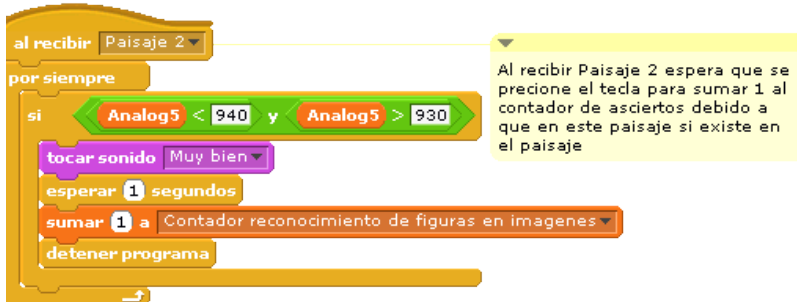 al recibir Paisaje 2
por siempre
si Analog5 < 940 y Analog5 > 930
tocar sonido Muy bien
esperar 1 segundos
sumar 1 a Contador reconocimiento de figuras en imagenes
detener programa
Al recibir Paisaje 2 espera que se
precione el tecla para sumar 1 al
contador de asciertos debido a
que en este paisaje si existe en
el paisaje